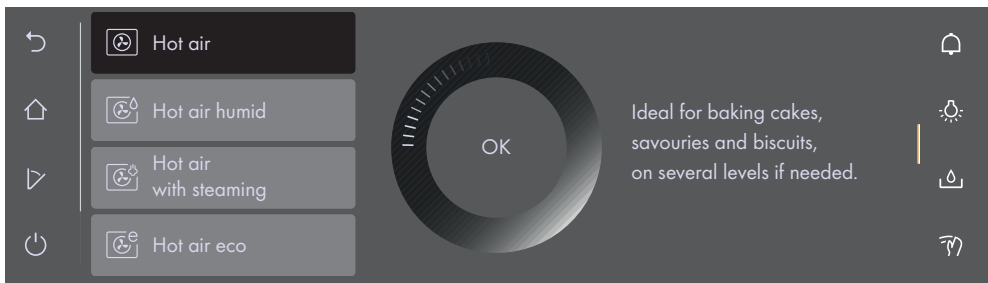 Hot air
Hot air humid
Hot air
with steaming
e
Hot air eco
OK
Ideal for baking cakes,
savouries and biscuits,
on several levels if needed.